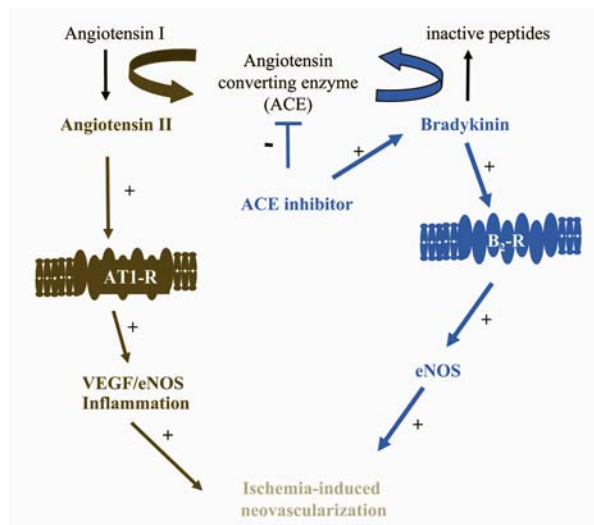 Angiotensin I
inactive peptides
Angiotensin
converting enzyme
(ACE)
Angiotensin II
Bradykinin
-
+
+
+
ACE inhibitor
B2-R
AT1-R
+
+
VEGF/eNOS
Inflammation
eNOS
+
+
Ischemia-induced
neovascularization